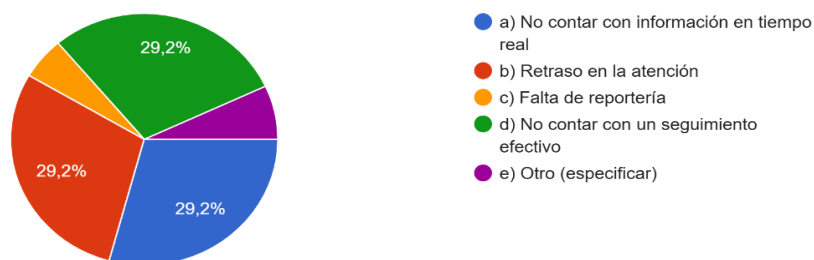 29,2%
29,2%
29,2%
a) No contar con información en tiempo
real
b) Retraso en la atención
c) Falta de reportería
d) No contar con un seguimiento
efectivo
e) Otro (especificar)